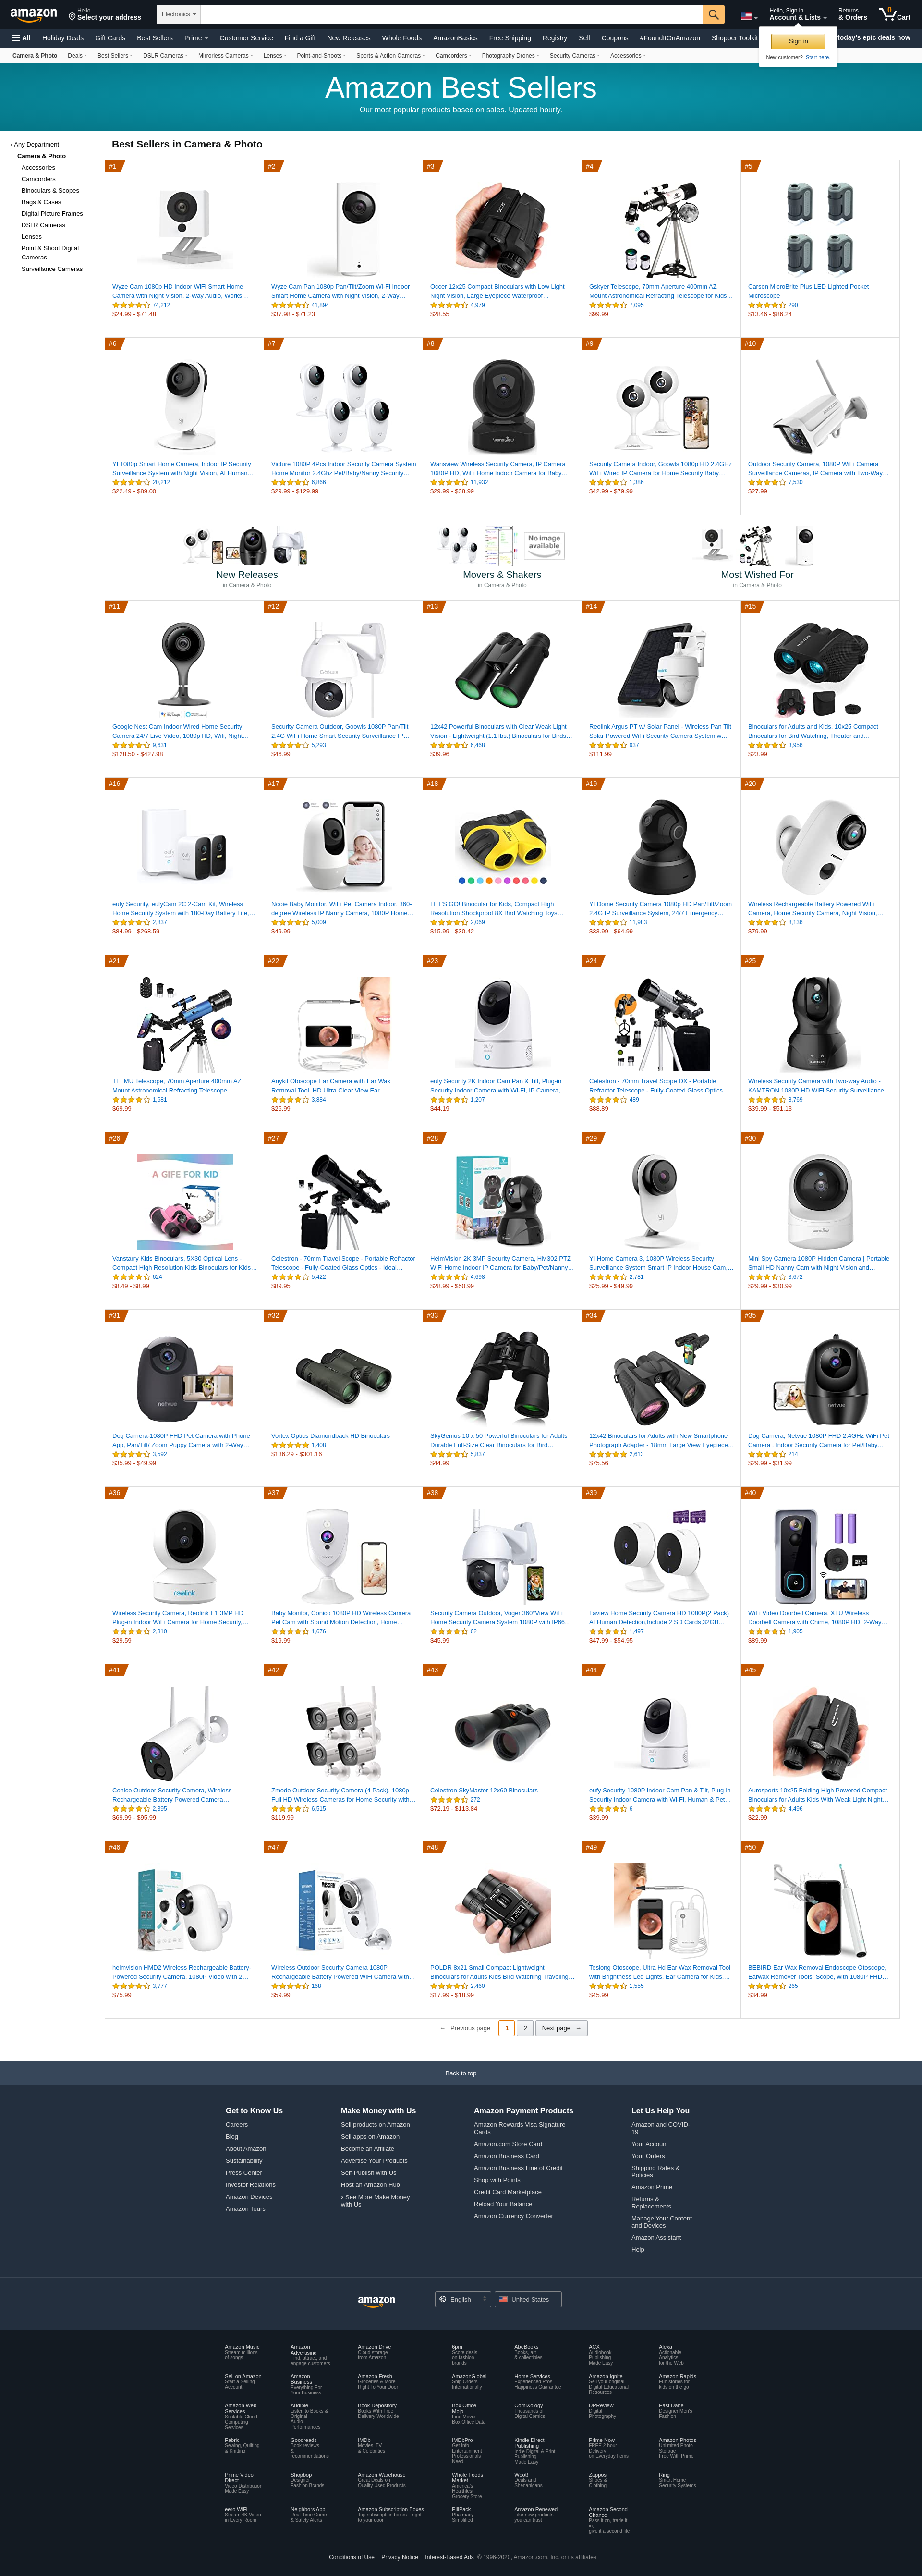 amazon
Hello
Select your address
Electronics
Hello, Sign in
Account & Lists
Returns
& Orders
0
Cart
All
Holiday Deals
Gift Cards
Best Sellers
Prime
Customer Service
Find a Gift
New Releases
Whole Foods
AmazonBasics
Free Shipping
Registry
Sell
Coupons
#FoundItOnAmazon
Shopper Toolkit
today's epic deals now
Sign in
New customer? Start here.
Camera & Photo
Deals
Best Sellers
DSLR Cameras
Mirrorless Cameras
Lenses
Point-and-Shoots
Sports & Action Cameras
Camcorders
Photography Drones
Security Cameras
Accessories
Amazon Best Sellers
Our most popular products based on sales. Updated hourly.
‹ Any Department
Camera & Photo
Accessories
Camcorders
Binoculars & Scopes
Bags & Cases
Digital Picture Frames
DSLR Cameras
Lenses
Point & Shoot Digital
Cameras
Surveillance Cameras
Best Sellers in Camera & Photo
#1
Wyze Cam 1080p HD Indoor WiFi Smart Home
Camera with Night Vision, 2-Way Audio, Works…
74,212
$24.99 - $71.48
#2
Wyze Cam Pan 1080p Pan/Tilt/Zoom Wi-Fi Indoor
Smart Home Camera with Night Vision, 2-Way…
41,894
$37.98 - $71.23
#3
Occer 12x25 Compact Binoculars with Low Light
Night Vision, Large Eyepiece Waterproof…
4,979
$28.55
#4
Gskyer Telescope, 70mm Aperture 400mm AZ
Mount Astronomical Refracting Telescope for Kids…
7,095
$99.99
#5
Carson MicroBrite Plus LED Lighted Pocket
Microscope
290
$13.46 - $86.24
#6
YI 1080p Smart Home Camera, Indoor IP Security
Surveillance System with Night Vision, AI Human…
20,212
$22.49 - $89.00
#7
Victure 1080P 4Pcs Indoor Security Camera System
Home Monitor 2.4Ghz Pet/Baby/Nanny Security…
6,866
$29.99 - $129.99
#8
Wansview Wireless Security Camera, IP Camera
1080P HD, WiFi Home Indoor Camera for Baby…
11,932
$29.99 - $38.99
#9
Security Camera Indoor, Goowls 1080p HD 2.4GHz
WiFi Wired IP Camera for Home Security Baby…
1,386
$42.99 - $79.99
#10
Outdoor Security Camera, 1080P WiFi Camera
Surveillance Cameras, IP Camera with Two-Way…
7,530
$27.99
No image
available
New Releases
in Camera & Photo
Movers & Shakers
in Camera & Photo
Most Wished For
in Camera & Photo
#11
Google Nest Cam Indoor Wired Home Security
Camera 24/7 Live Video, 1080p HD, Wifi, Night…
9,631
$128.50 - $427.98
#12
Security Camera Outdoor, Goowls 1080P Pan/Tilt
2.4G WiFi Home Smart Security Surveillance IP…
5,293
$46.99
#13
12x42 Powerful Binoculars with Clear Weak Light
Vision - Lightweight (1.1 lbs.) Binoculars for Birds…
6,468
$39.96
#14
Reolink Argus PT w/ Solar Panel - Wireless Pan Tilt
Solar Powered WiFi Security Camera System w…
937
$111.99
#15
Binoculars for Adults and Kids, 10x25 Compact
Binoculars for Bird Watching, Theater and…
3,956
$23.99
#16
eufy Security, eufyCam 2C 2-Cam Kit, Wireless
Home Security System with 180-Day Battery Life,…
2,837
$84.99 - $268.59
#17
Nooie Baby Monitor, WiFi Pet Camera Indoor, 360-
degree Wireless IP Nanny Camera, 1080P Home…
5,009
$49.99
#18
LET'S GO! Binocular for Kids, Compact High
Resolution Shockproof 8X Bird Watching Toys…
2,069
$15.99 - $30.42
#19
YI Dome Security Camera 1080p HD Pan/Tilt/Zoom
2.4G IP Surveillance System, 24/7 Emergency…
11,983
$33.99 - $64.99
#20
Wireless Rechargeable Battery Powered WiFi
Camera, Home Security Camera, Night Vision,…
8,136
$79.99
#21
TELMU Telescope, 70mm Aperture 400mm AZ
Mount Astronomical Refracting Telescope…
1,681
$69.99
#22
Anykit Otoscope Ear Camera with Ear Wax
Removal Tool, HD Ultra Clear View Ear…
3,884
$26.99
#23
eufy Security 2K Indoor Cam Pan & Tilt, Plug-in
Security Indoor Camera with Wi-Fi, IP Camera,…
1,207
$44.19
#24
Celestron - 70mm Travel Scope DX - Portable
Refractor Telescope - Fully-Coated Glass Optics…
489
$88.89
#25
Wireless Security Camera with Two-way Audio -
KAMTRON 1080P HD WiFi Security Surveillance…
8,769
$39.99 - $51.13
#26
A GIFE FOR KID
Vanstarry Kids Binoculars, 5X30 Optical Lens -
Compact High Resolution Kids Binoculars for Kids…
624
$8.49 - $8.99
#27
Celestron - 70mm Travel Scope - Portable Refractor
Telescope - Fully-Coated Glass Optics - Ideal…
5,422
$89.95
#28
HeimVision 2K 3MP Security Camera, HM302 PTZ
WiFi Home Indoor IP Camera for Baby/Pet/Nanny…
4,698
$28.99 - $50.99
#29
YI Home Camera 3, 1080P Wireless Security
Surveillance System Smart IP Indoor House Cam,…
2,781
$25.99 - $49.99
#30
Mini Spy Camera 1080P Hidden Camera | Portable
Small HD Nanny Cam with Night Vision and…
3,672
$29.99 - $30.99
#31
Dog Camera-1080P FHD Pet Camera with Phone
App, Pan/Tilt/ Zoom Puppy Camera with 2-Way…
3,592
$35.99 - $49.99
#32
Vortex Optics Diamondback HD Binoculars
1,408
$136.29 - $301.16
#33
SkyGenius 10 x 50 Powerful Binoculars for Adults
Durable Full-Size Clear Binoculars for Bird…
5,837
$44.99
#34
12x42 Binoculars for Adults with New Smartphone
Photograph Adapter - 18mm Large View Eyepiece…
2,613
$75.56
#35
Dog Camera, Netvue 1080P FHD 2.4GHz WiFi Pet
Camera , Indoor Security Camera for Pet/Baby…
214
$29.99 - $31.99
#36
reolink
Wireless Security Camera, Reolink E1 3MP HD
Plug-in Indoor WiFi Camera for Home Security,…
2,310
$29.59
#37
Baby Monitor, Conico 1080P HD Wireless Camera
Pet Cam with Sound Motion Detection, Home…
1,676
$19.99
#38
Security Camera Outdoor, Voger 360°View WiFi
Home Security Camera System 1080P with IP66…
62
$45.99
#39
Laview Home Security Camera HD 1080P(2 Pack)
AI Human Detection,Include 2 SD Cards,32GB…
1,497
$47.99 - $54.95
#40
WiFi Video Doorbell Camera, XTU Wireless
Doorbell Camera with Chime, 1080P HD, 2-Way…
1,905
$89.99
#41
Conico Outdoor Security Camera, Wireless
Rechargeable Battery Powered Camera…
2,395
$69.99 - $95.99
#42
Zmodo Outdoor Security Camera (4 Pack), 1080p
Full HD Wireless Cameras for Home Security with…
6,515
$119.99
#43
Celestron SkyMaster 12x60 Binoculars
272
$72.19 - $113.84
#44
eufy Security 1080P Indoor Cam Pan & Tilt, Plug-in
Security Indoor Camera with Wi-Fi, Human & Pet…
6
$39.99
#45
Aurosports 10x25 Folding High Powered Compact
Binoculars for Adults Kids With Weak Light Night…
4,496
$22.99
#46
heimvision HMD2 Wireless Rechargeable Battery-
Powered Security Camera, 1080P Video with 2…
3,777
$75.99
#47
Wireless Outdoor Security Camera 1080P
Rechargeable Battery Powered WiFi Camera with…
168
$59.99
#48
POLDR 8x21 Small Compact Lightweight
Binoculars for Adults Kids Bird Watching Traveling…
2,460
$17.99 - $18.99
#49
Teslong Otoscope, Ultra Hd Ear Wax Removal Tool
with Brightness Led Lights, Ear Camera for Kids,…
1,555
$45.99
#50
BEBIRD Ear Wax Removal Endoscope Otoscope,
Earwax Remover Tools, Scope, with 1080P FHD…
265
$34.99
← Previous page
1
2
Next page →
Back to top
Get to Know Us
Careers
Blog
About Amazon
Sustainability
Press Center
Investor Relations
Amazon Devices
Amazon Tours
Make Money with Us
Sell products on Amazon
Sell apps on Amazon
Become an Affiliate
Advertise Your Products
Self-Publish with Us
Host an Amazon Hub
› See More Make Money
with Us
Amazon Payment Products
Amazon Rewards Visa Signature
Cards
Amazon.com Store Card
Amazon Business Card
Amazon Business Line of Credit
Shop with Points
Credit Card Marketplace
Reload Your Balance
Amazon Currency Converter
Let Us Help You
Amazon and COVID-
19
Your Account
Your Orders
Shipping Rates &
Policies
Amazon Prime
Returns &
Replacements
Manage Your Content
and Devices
Amazon Assistant
Help
amazon
English
United States
Amazon Music
Stream millions
of songs
Amazon
Advertising
Find, attract, and
engage customers
Amazon Drive
Cloud storage
from Amazon
6pm
Score deals
on fashion
brands
AbeBooks
Books, art
& collectibles
ACX
Audiobook
Publishing
Made Easy
Alexa
Actionable
Analytics
for the Web
Sell on Amazon
Start a Selling
Account
Amazon
Business
Everything For
Your Business
Amazon Fresh
Groceries & More
Right To Your Door
AmazonGlobal
Ship Orders
Internationally
Home Services
Experienced Pros
Happiness Guarantee
Amazon Ignite
Sell your original
Digital Educational
Resources
Amazon Rapids
Fun stories for
kids on the go
Amazon Web
Services
Scalable Cloud
Computing
Services
Audible
Listen to Books &
Original
Audio
Performances
Book Depository
Books With Free
Delivery Worldwide
Box Office
Mojo
Find Movie
Box Office Data
ComiXology
Thousands of
Digital Comics
DPReview
Digital
Photography
East Dane
Designer Men's
Fashion
Fabric
Sewing, Quilting
& Knitting
Goodreads
Book reviews
&
recommendations
IMDb
Movies, TV
& Celebrities
IMDbPro
Get Info
Entertainment
Professionals
Need
Kindle Direct
Publishing
Indie Digital & Print
Publishing
Made Easy
Prime Now
FREE 2-hour
Delivery
on Everyday Items
Amazon Photos
Unlimited Photo
Storage
Free With Prime
Prime Video
Direct
Video Distribution
Made Easy
Shopbop
Designer
Fashion Brands
Amazon Warehouse
Great Deals on
Quality Used Products
Whole Foods
Market
America's
Healthiest
Grocery Store
Woot!
Deals and
Shenanigans
Zappos
Shoes &
Clothing
Ring
Smart Home
Security Systems
eero WiFi
Stream 4K Video
in Every Room
Neighbors App
Real-Time Crime
& Safety Alerts
Amazon Subscription Boxes
Top subscription boxes – right
to your door
PillPack
Pharmacy
Simplified
Amazon Renewed
Like-new products
you can trust
Amazon Second
Chance
Pass it on, trade it
in,
give it a second life
Conditions of Use
Privacy Notice
Interest-Based Ads
© 1996-2020, Amazon.com, Inc. or its affiliates